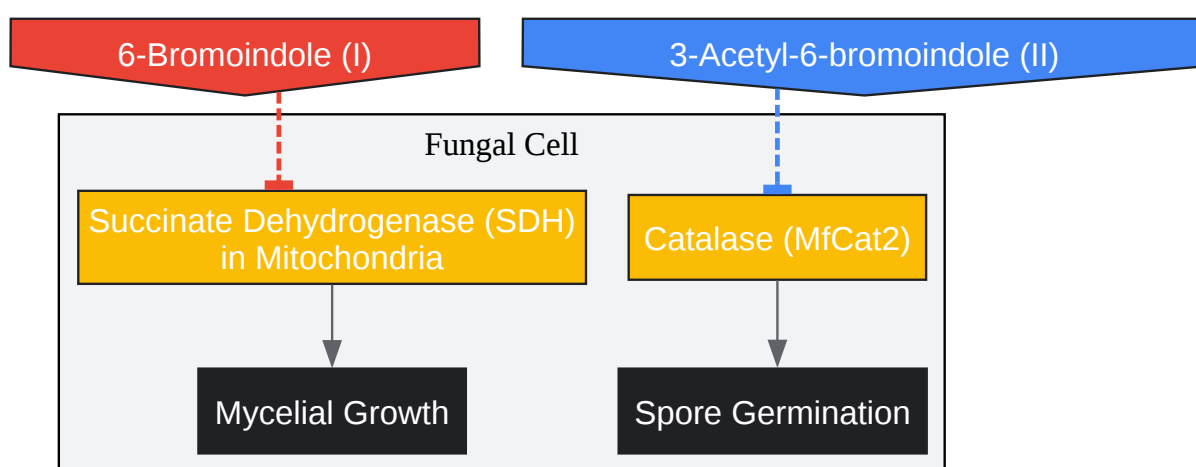 6-Bromoindole (I)
3-Acetyl-6-bromoindole (II)
Fungal Cell
Succinate Dehydrogenase (SDH)
in Mitochondria
Catalase (MfCat2)
Mycelial Growth
Spore Germination